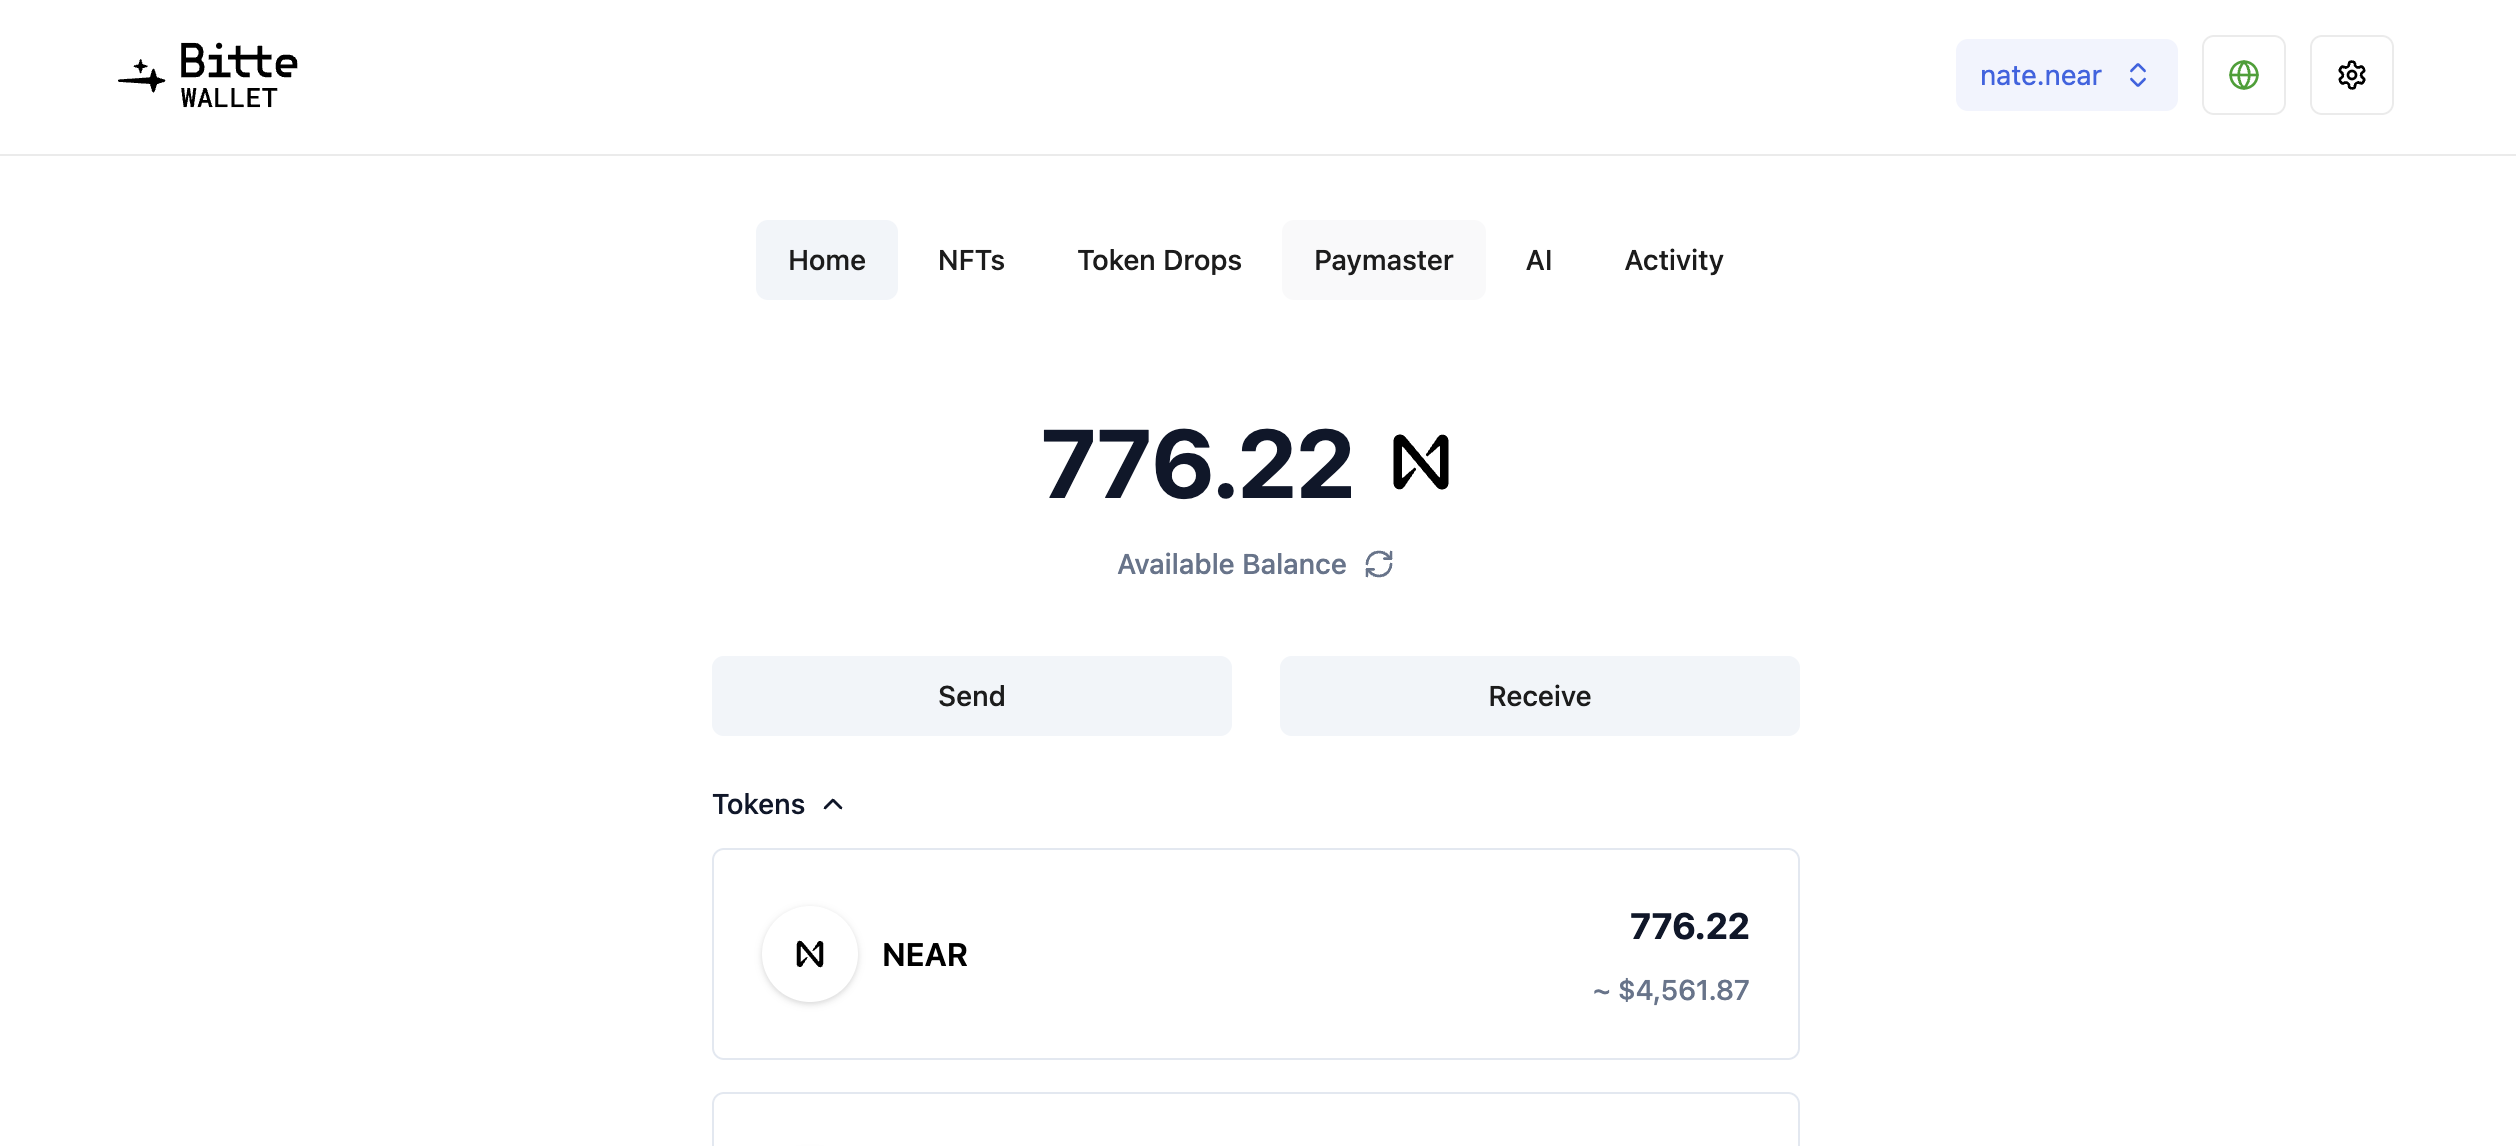 Bitte
WALLET
nate.near
Home NFTs Token Drops Paymaster AI Activity
776.22
Available Balance
Send Receive
Tokens
NEAR
776.22
~ $4,561.87